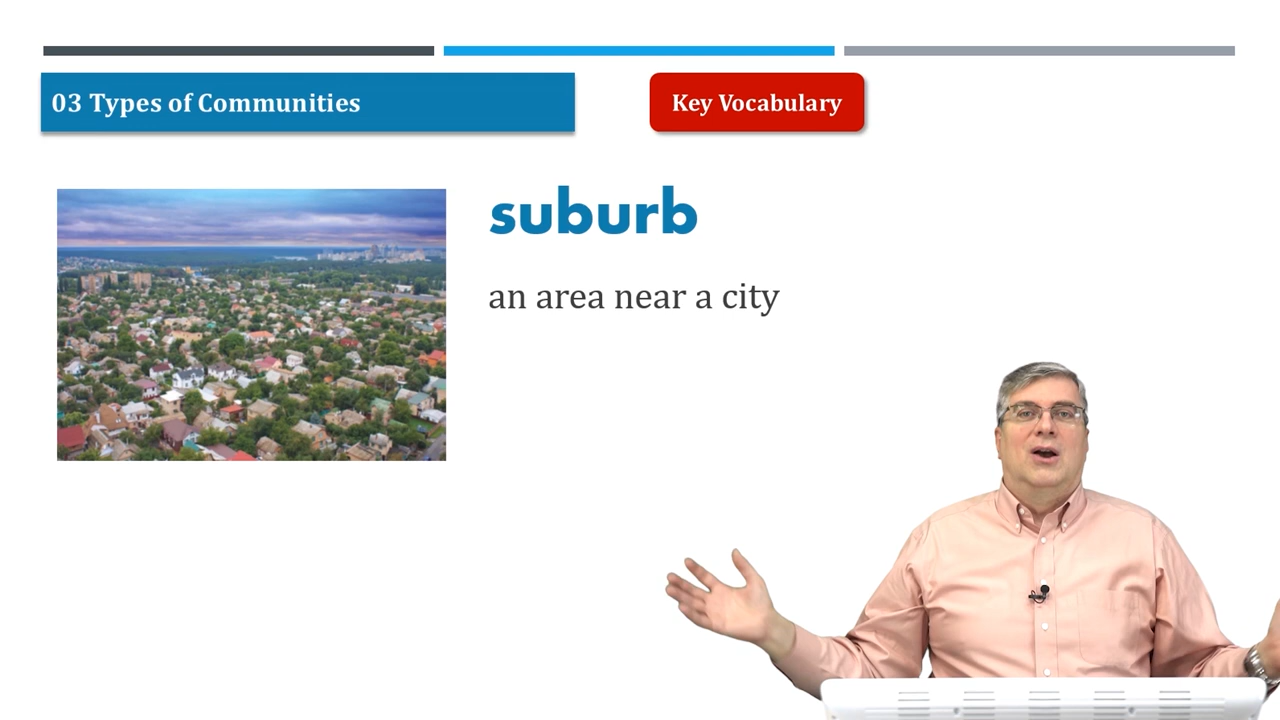 03 Types of Communities
Key Vocabulary
suburb
an area near a city